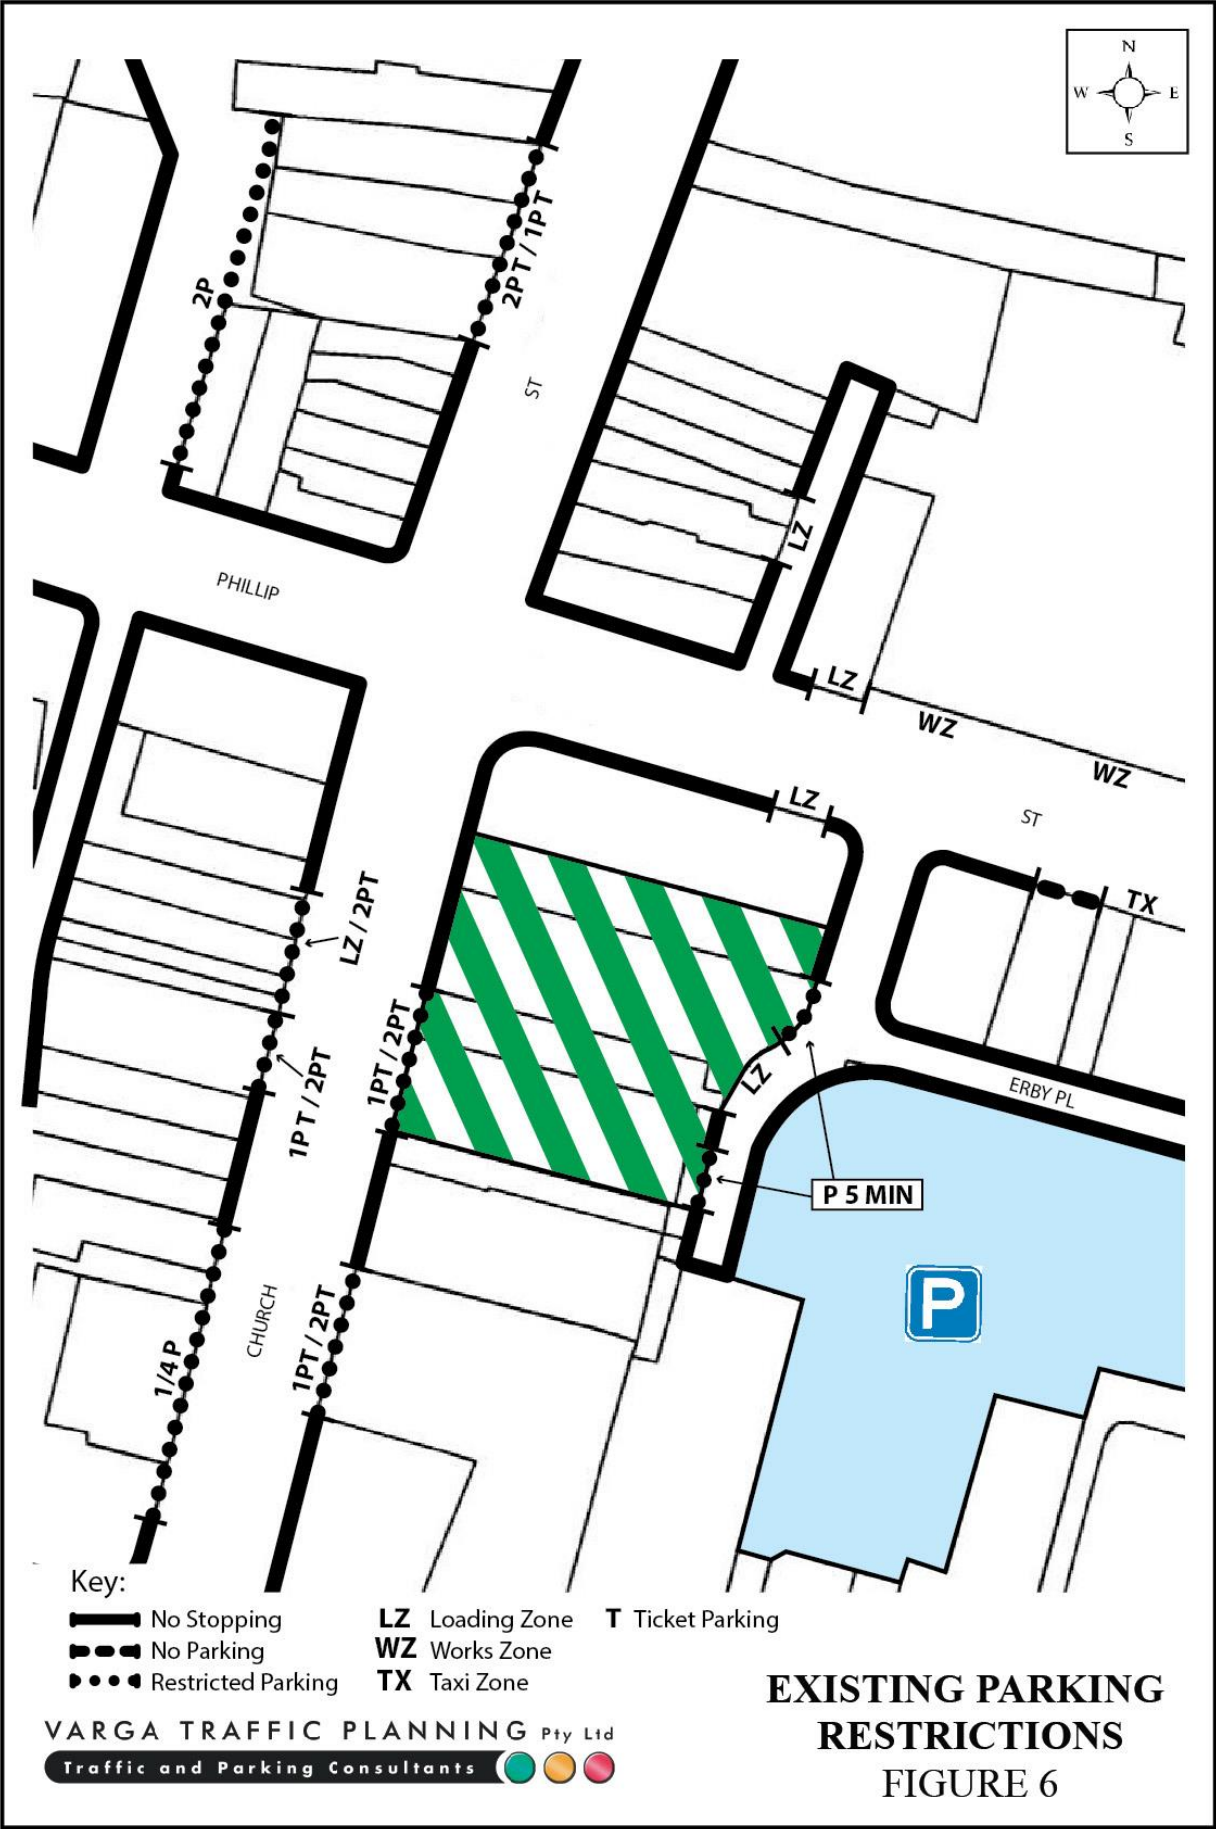 N
W E
S
2PT / 1PT
2P
ST
LZ
PHILLIP
LZ
WZ
WZ
LZ
ST
LZ / 2PT
TX
1PT / 2PT
1PT / 2PT
LZ
ERBY PL
P 5 MIN
P
CHURCH
1PT / 2PT
1/4 P
Key:
No Stopping
No Parking
Restricted Parking
LZ Loading Zone
WZ Works Zone
TX Taxi Zone
T Ticket Parking
VARGA TRAFFIC PLANNING Pty Ltd
Traffic and Parking Consultants
EXISTING PARKING
RESTRICTIONS
FIGURE 6